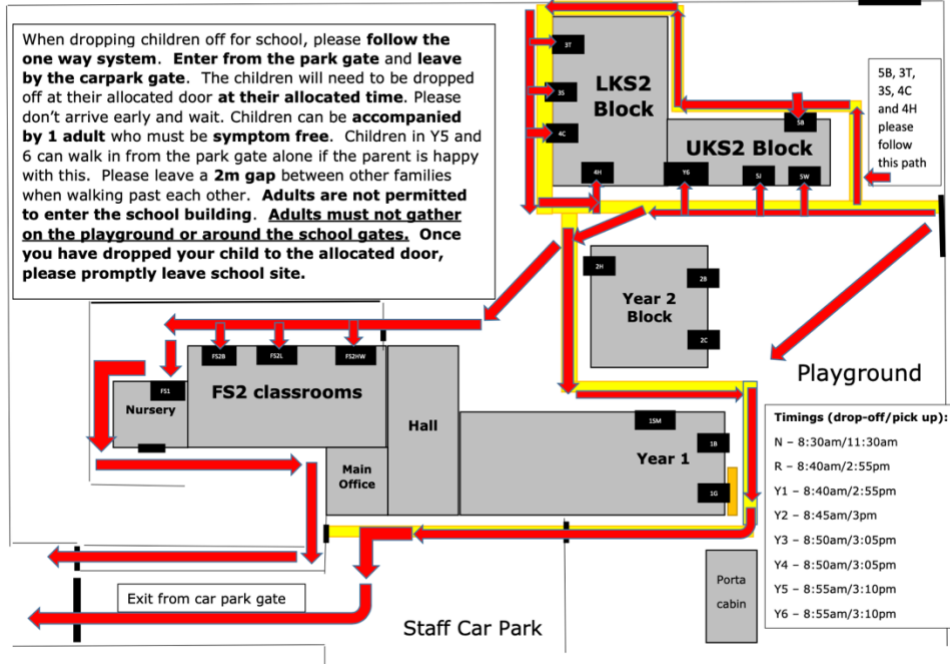 When dropping children off for school, please follow the
one way system. Enter from the park gate and leave
by the carpark gate. The children will need to be dropped
off at their allocated door at their allocated time. Please
don't arrive early and wait. Children can be accompanied
by 1 adult who must be symptom free. Children in Y5 and
6 can walk in from the park gate alone if the parent is happy
with this. Please leave a 2m gap between other families
when walking past each other. Adults are not permitted
to enter the school building. Adults must not gather
on the playground or around the school gates. Once
you have dropped your child to the allocated door,
please promptly leave school site.
3T
3S
4C
4H
LKS2
Block
5B
UKS2 Block
Y6
5J
5W
5B, 3T,
3S, 4C
and 4H
please
follow
this path
2H
2B
2C
Year 2
Block
Playground
FS2B
FS2L
FS2HW
FS1
Nursery
FS2 classrooms
Hall
Main
Office
1SM
1B
1G
Year 1
Timings (drop-off/pick up):
N – 8:30am/11:30am
R – 8:40am/2:55pm
Y1 – 8:40am/2:55pm
Y2 – 8:45am/3pm
Y3 – 8:50am/3:05pm
Y4 – 8:50am/3:05pm
Y5 – 8:55am/3:10pm
Y6 – 8:55am/3:10pm
Porta
cabin
Exit from car park gate
Staff Car Park